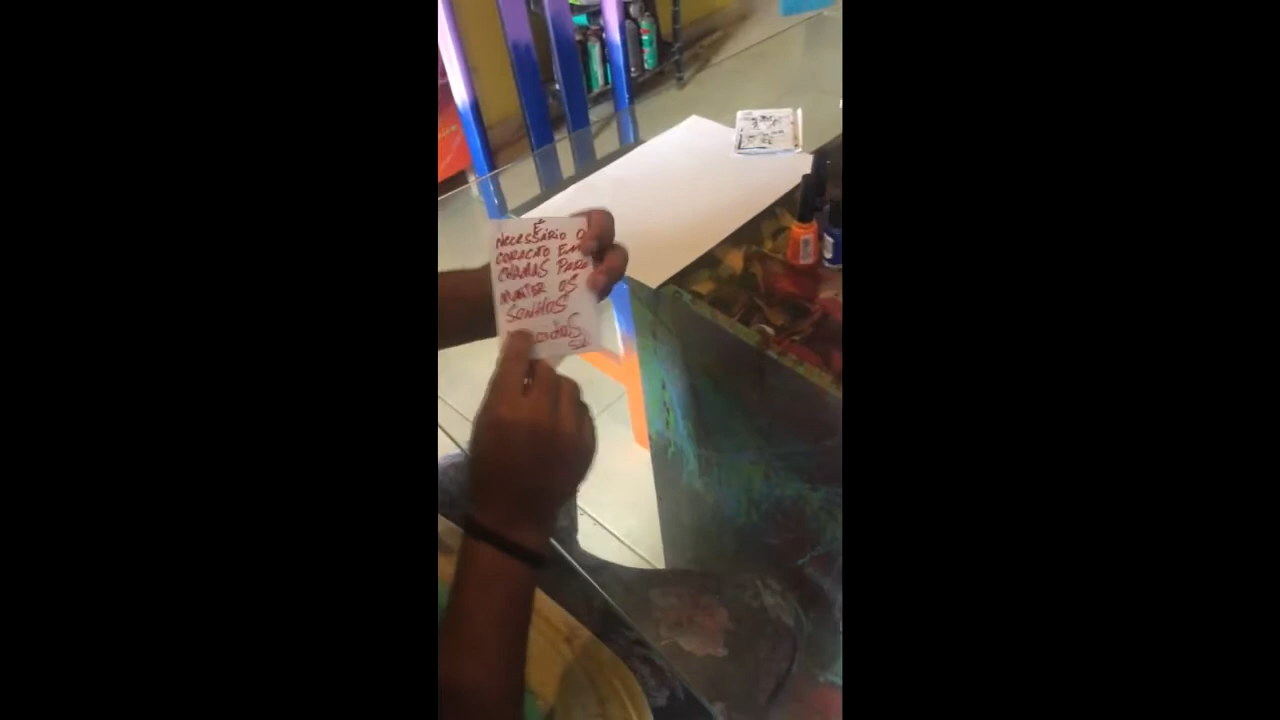 É
NECESSÁRIO O
CORAÇÃO EM
CHAMAS PARA
MANTER OS
SONHOS